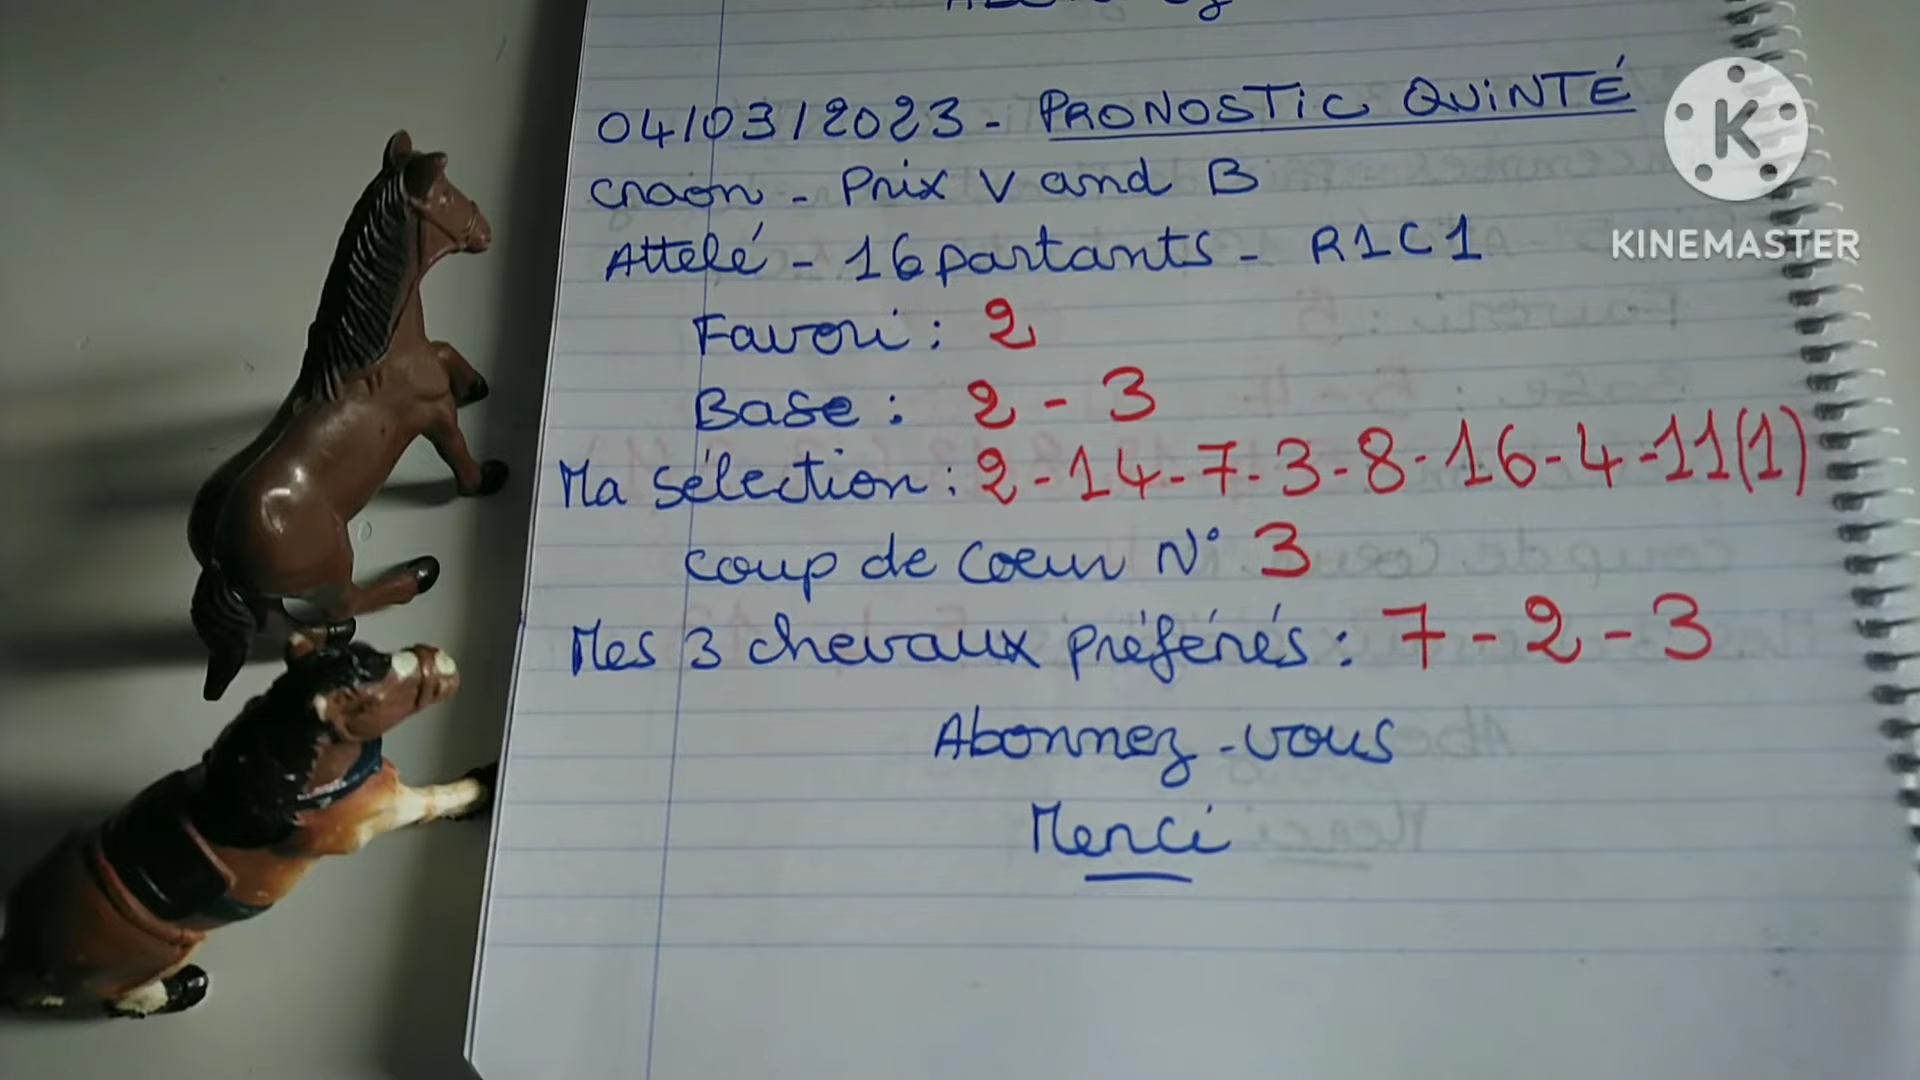 04/03/2023 - PRONOSTIC QUINTÉ
Craon - Prix V and B
Attelé - 16 partants - R1C1
Favori : 2
Base : 2 - 3
Ma sélection : 2 - 14 - 7 - 3 - 8 - 16 - 4 - 11 (1)
Coup de coeur N° 3
Mes 3 chevaux préférés : 7 - 2 - 3
Abonnez-vous
Merci
K
KINEMASTER